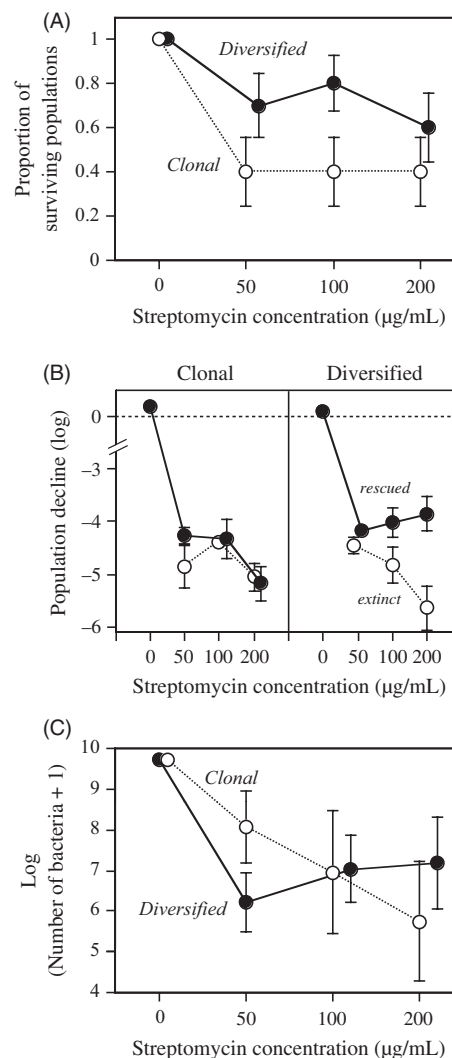 (A)
Proportion of
surviving populations
1
0.8
0.6
0.4
0.2
0
Diversified
Clonal
0 50 100 200
Streptomycin concentration (µg/mL)
(B)
Clonal Diversified
Population decline (log)
0
–3
–4
–5
–6
rescued
extinct
0 50 100 200 0 50 100 200
Streptomycin concentration (µg/mL)
(C)
Log
(Number of bacteria + 1)
10
9
8
7
6
5
4
Clonal
Diversified
0 50 100 200
Streptomycin concentration (µg/mL)